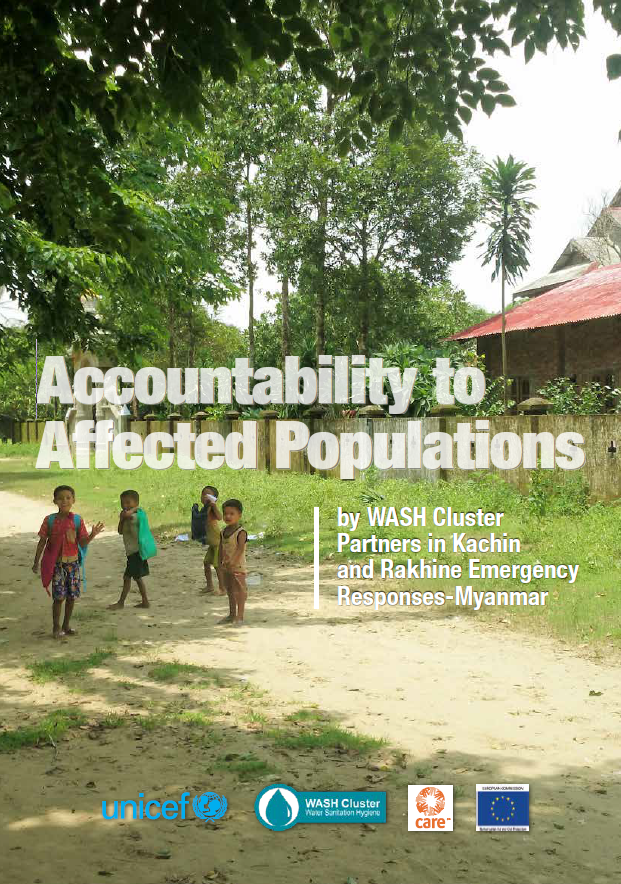 Accountability to
Affected Populations
by WASH Cluster
Partners in Kachin
and Rakhine Emergency
Responses-Myanmar
unicef
WASH Cluster
Water Sanitation Hygiene
care
EUROPEAN COMMISSION
Humanitarian Aid and Civil Protection